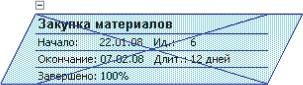 Закупка материалов
Начало: 22.01.08 Ид.: 6
Окончание: 07.02.08 Длит.: 12 дней
Завершено: 100%